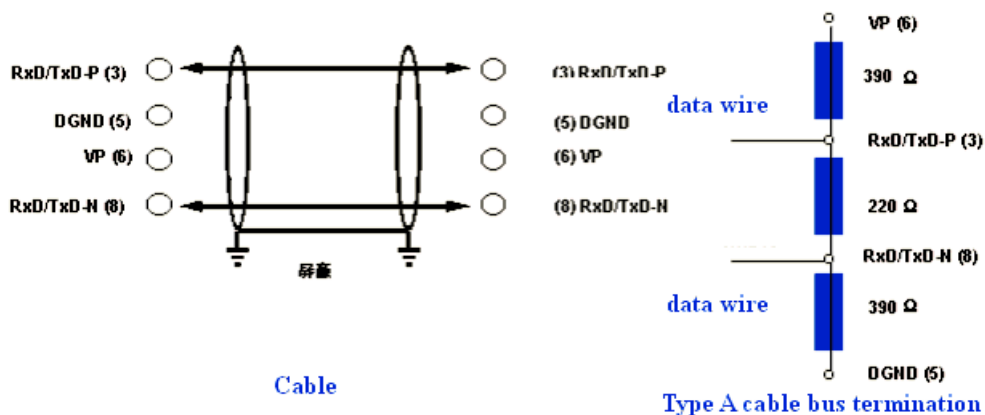 RxD/TxD-P (3)
DGND (5)
VP (6)
RxD/TxD-N (8)
(3) RxD/TxD-P
(5) DGND
(6) VP
(8) RxD/TxD-N
屏蔽
Cable
VP (6)
390 Ω
data wire
RxD/TxD-P (3)
220 Ω
RxD/TxD-N (8)
data wire
390 Ω
DGND (5)
Type A cable bus termination